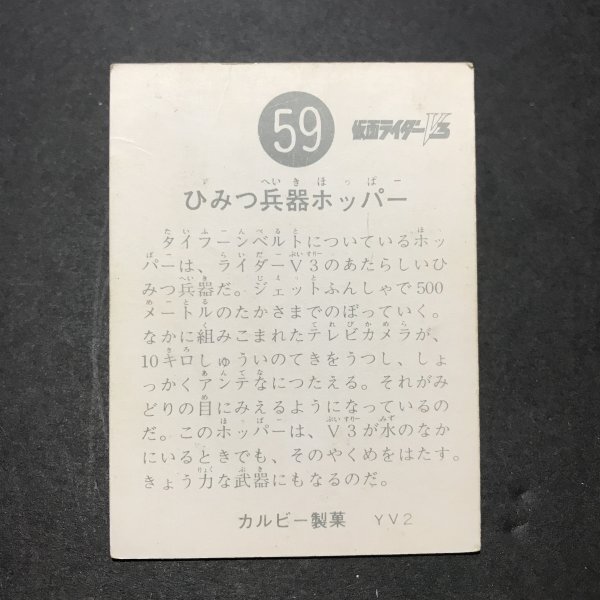 59
仮面ライダーV3
ひみつ兵器ホッパー
タイフーンベルトについているホッ
パーは、ライダーV3のあたらしいひ
みつ兵器だ。ジェットふんしゃで500
メートルのたかさまでのぼっていく。
なかに組みこまれたテレビカメラが、
10キロしゅういのてきをうつし、しょ
っかくアンテなにつたえる。それがみ
どりの目にみえるようになっているの
だ。このホッパーは、V3が水のなか
にいるときでも、そのやくめをはたす。
きょう力な武器にもなるのだ。
カルビー製菓 YV2